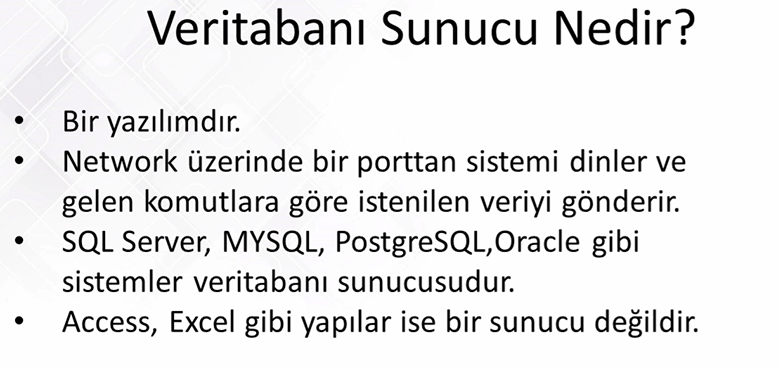 Veritabanı Sunucu Nedir?
• Bir yazılımdır.
• Network üzerinde bir porttan sistemi dinler ve
gelen komutlara göre istenilen veriyi gönderir.
• SQL Server, MYSQL, PostgreSQL,Oracle gibi
sistemler veritabanı sunucusudur.
• Access, Excel gibi yapılar ise bir sunucu değildir.